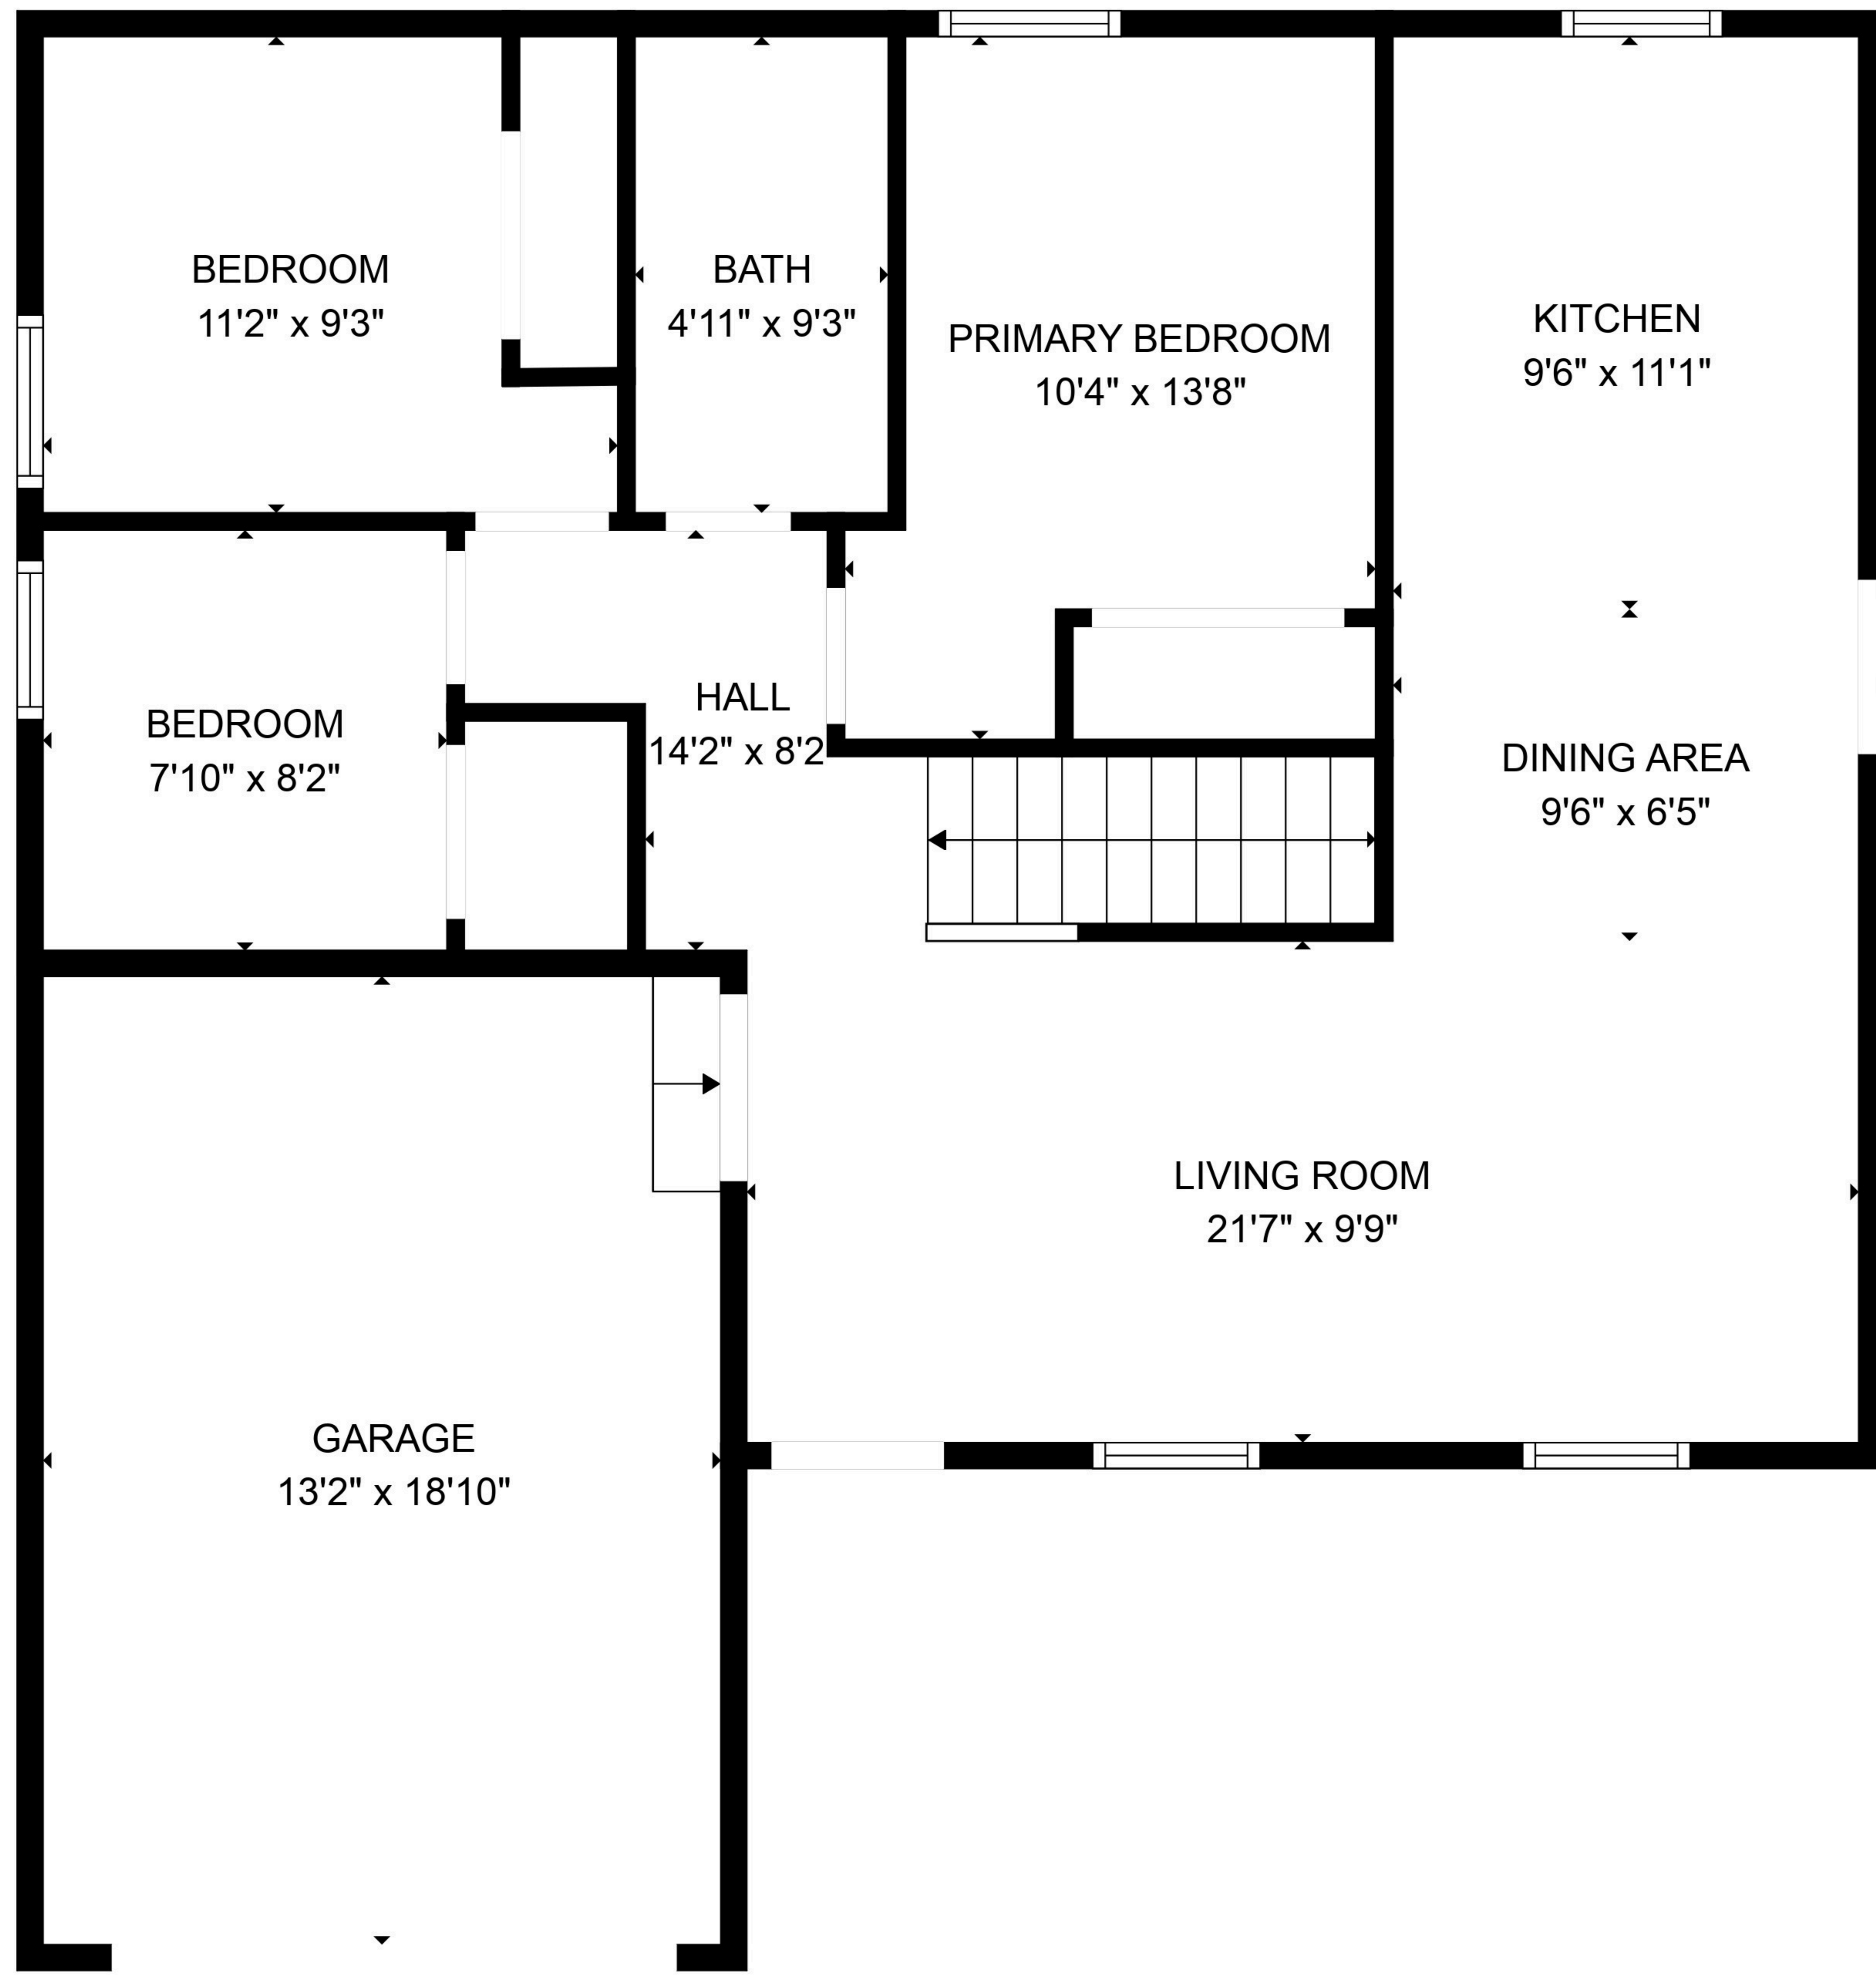 BEDROOM
11'2" x 9'3"
BATH
4'11" x 9'3"
PRIMARY BEDROOM
10'4" x 13'8"
KITCHEN
9'6" x 11'1"
BEDROOM
7'10" x 8'2"
HALL
14'2" x 8'2
DINING AREA
9'6" x 6'5"
LIVING ROOM
21'7" x 9'9"
GARAGE
13'2" x 18'10"